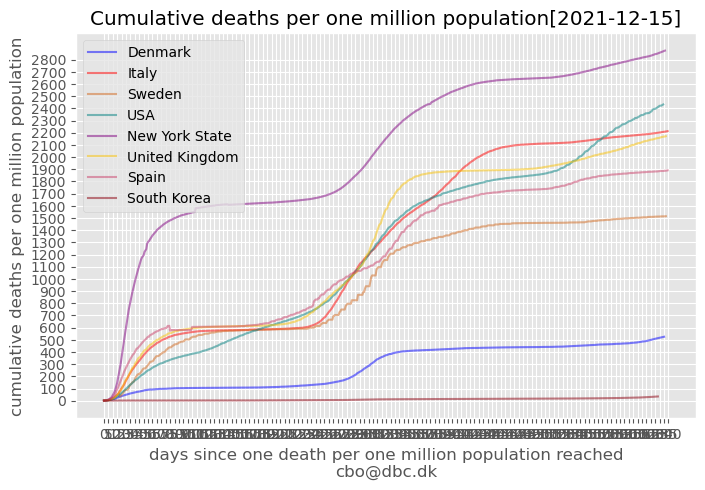 Cumulative deaths per one million population[2021-12-15]
cumulative deaths per one million population
2800
2700
2600
2500
2400
2300
2200
2100
2000
1900
1800
1700
1600
1500
1400
1300
1200
1100
1000
900
800
700
600
500
400
300
200
100
0
Denmark
Italy
Sweden
USA
New York State
United Kingdom
Spain
South Korea
days since one death per one million population reached
cbo@dbc.dk